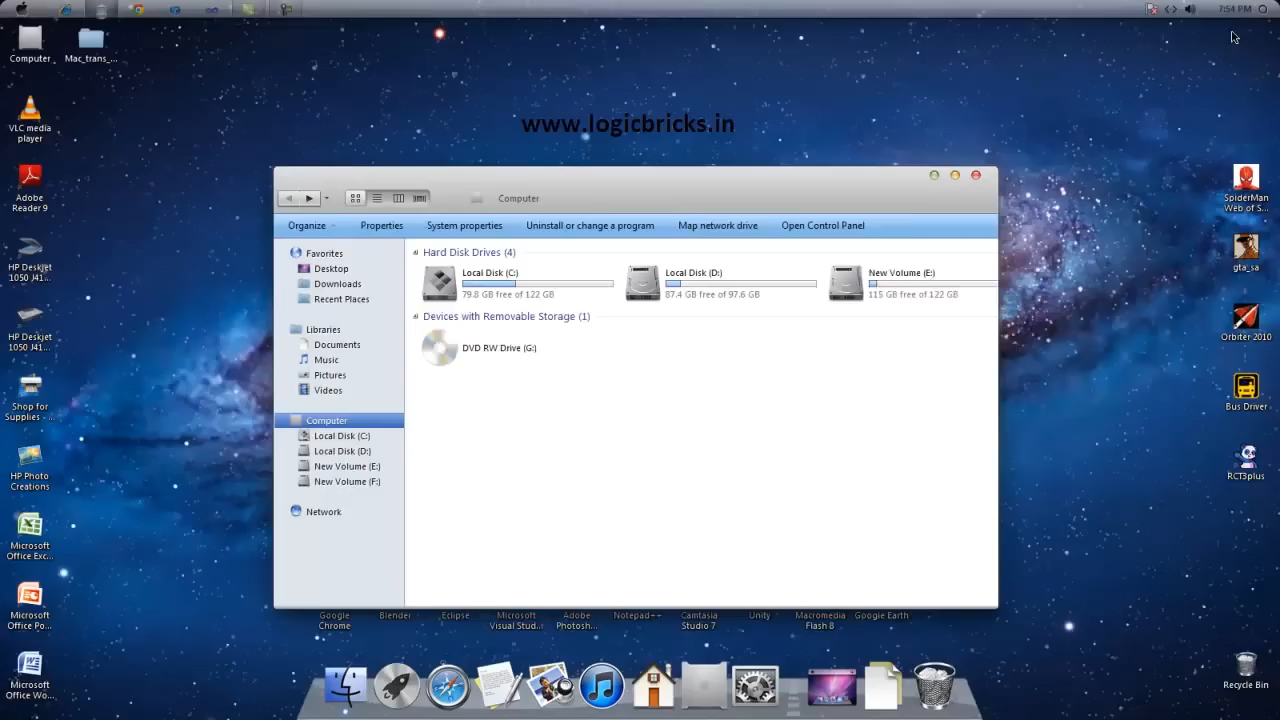 7:54 PM
Computer
Mac_trans_...
VLC media
player
Adobe
Reader 9
HP Deskjet
1050 J41...
HP Deskjet
1050 J41...
Shop for
Supplies - ...
HP Photo
Creations
Microsoft
Office Exc...
Microsoft
Office Po...
Microsoft
Office Wo...
www.logicbricks.in
Computer
Organize
Properties
System properties
Uninstall or change a program
Map network drive
Open Control Panel
Favorites
Desktop
Downloads
Recent Places
Libraries
Documents
Music
Pictures
Videos
Computer
Local Disk (C:)
Local Disk (D:)
New Volume (E:)
New Volume (F:)
Network
Hard Disk Drives (4)
Local Disk (C:)
79.8 GB free of 122 GB
Local Disk (D:)
87.4 GB free of 97.6 GB
New Volume (E:)
115 GB free of 122 GB
Devices with Removable Storage (1)
DVD RW Drive (G:)
Google
Chrome
Blender
Eclipse
Microsoft
Visual Stud...
Adobe
Photosh...
Notepad++
Camtasia
Studio 7
Unity
Macromedia
Flash 8
Google Earth
SpiderMan
Web of S...
gta_sa
Orbiter 2010
Bus Driver
RCT3plus
Recycle Bin